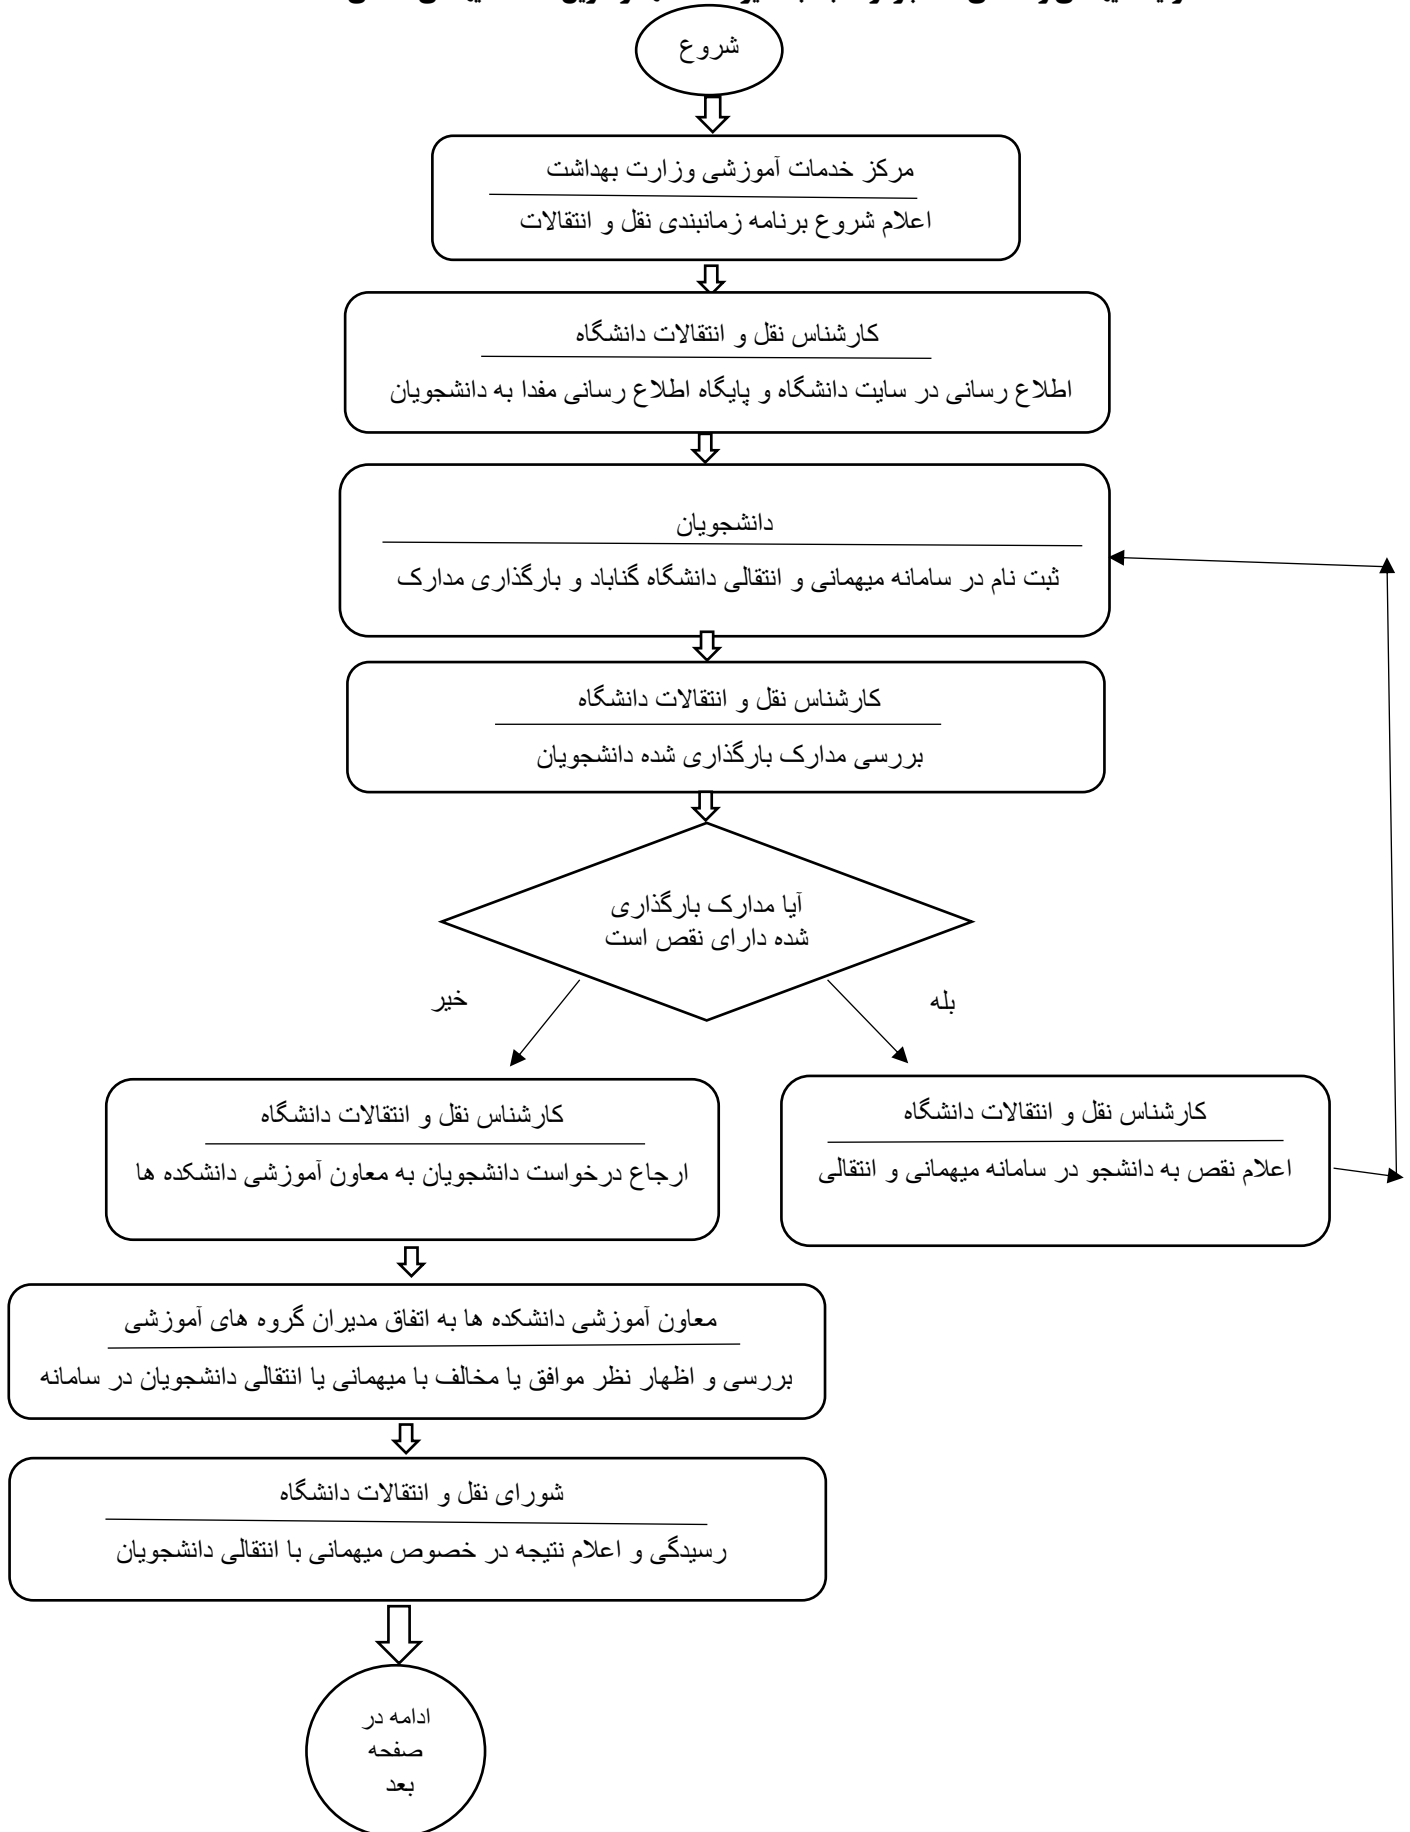 شروع
مرکز خدمات آموزشی وزارت بهداشت
اعلام شروع برنامه زمانبندی نقل و انتقالات
کارشناس نقل و انتقالات دانشگاه
اطلاع رسانی در سایت دانشگاه و پایگاه اطلاع رسانی مفدا به دانشجویان
دانشجویان
ثبت نام در سامانه میهمانی و انتقالی دانشگاه گناباد و بارگذاری مدارک
کارشناس نقل و انتقالات دانشگاه
بررسی مدارک بارگذاری شده دانشجویان
آیا مدارک بارگذاری
شده دارای نقص است
بله
خیر
کارشناس نقل و انتقالات دانشگاه
اعلام نقص به دانشجو در سامانه میهمانی و انتقالی
کارشناس نقل و انتقالات دانشگاه
ارجاع درخواست دانشجویان به معاون آموزشی دانشکده ها
معاون آموزشی دانشکده ها به اتفاق مدیران گروه های آموزشی
بررسی و اظهار نظر موافق یا مخالف با میهمانی یا انتقالی دانشجویان در سامانه
شورای نقل و انتقالات دانشگاه
رسیدگی و اعلام نتیجه در خصوص میهمانی با انتقالی دانشجویان
ادامه در
صفحه
بعد